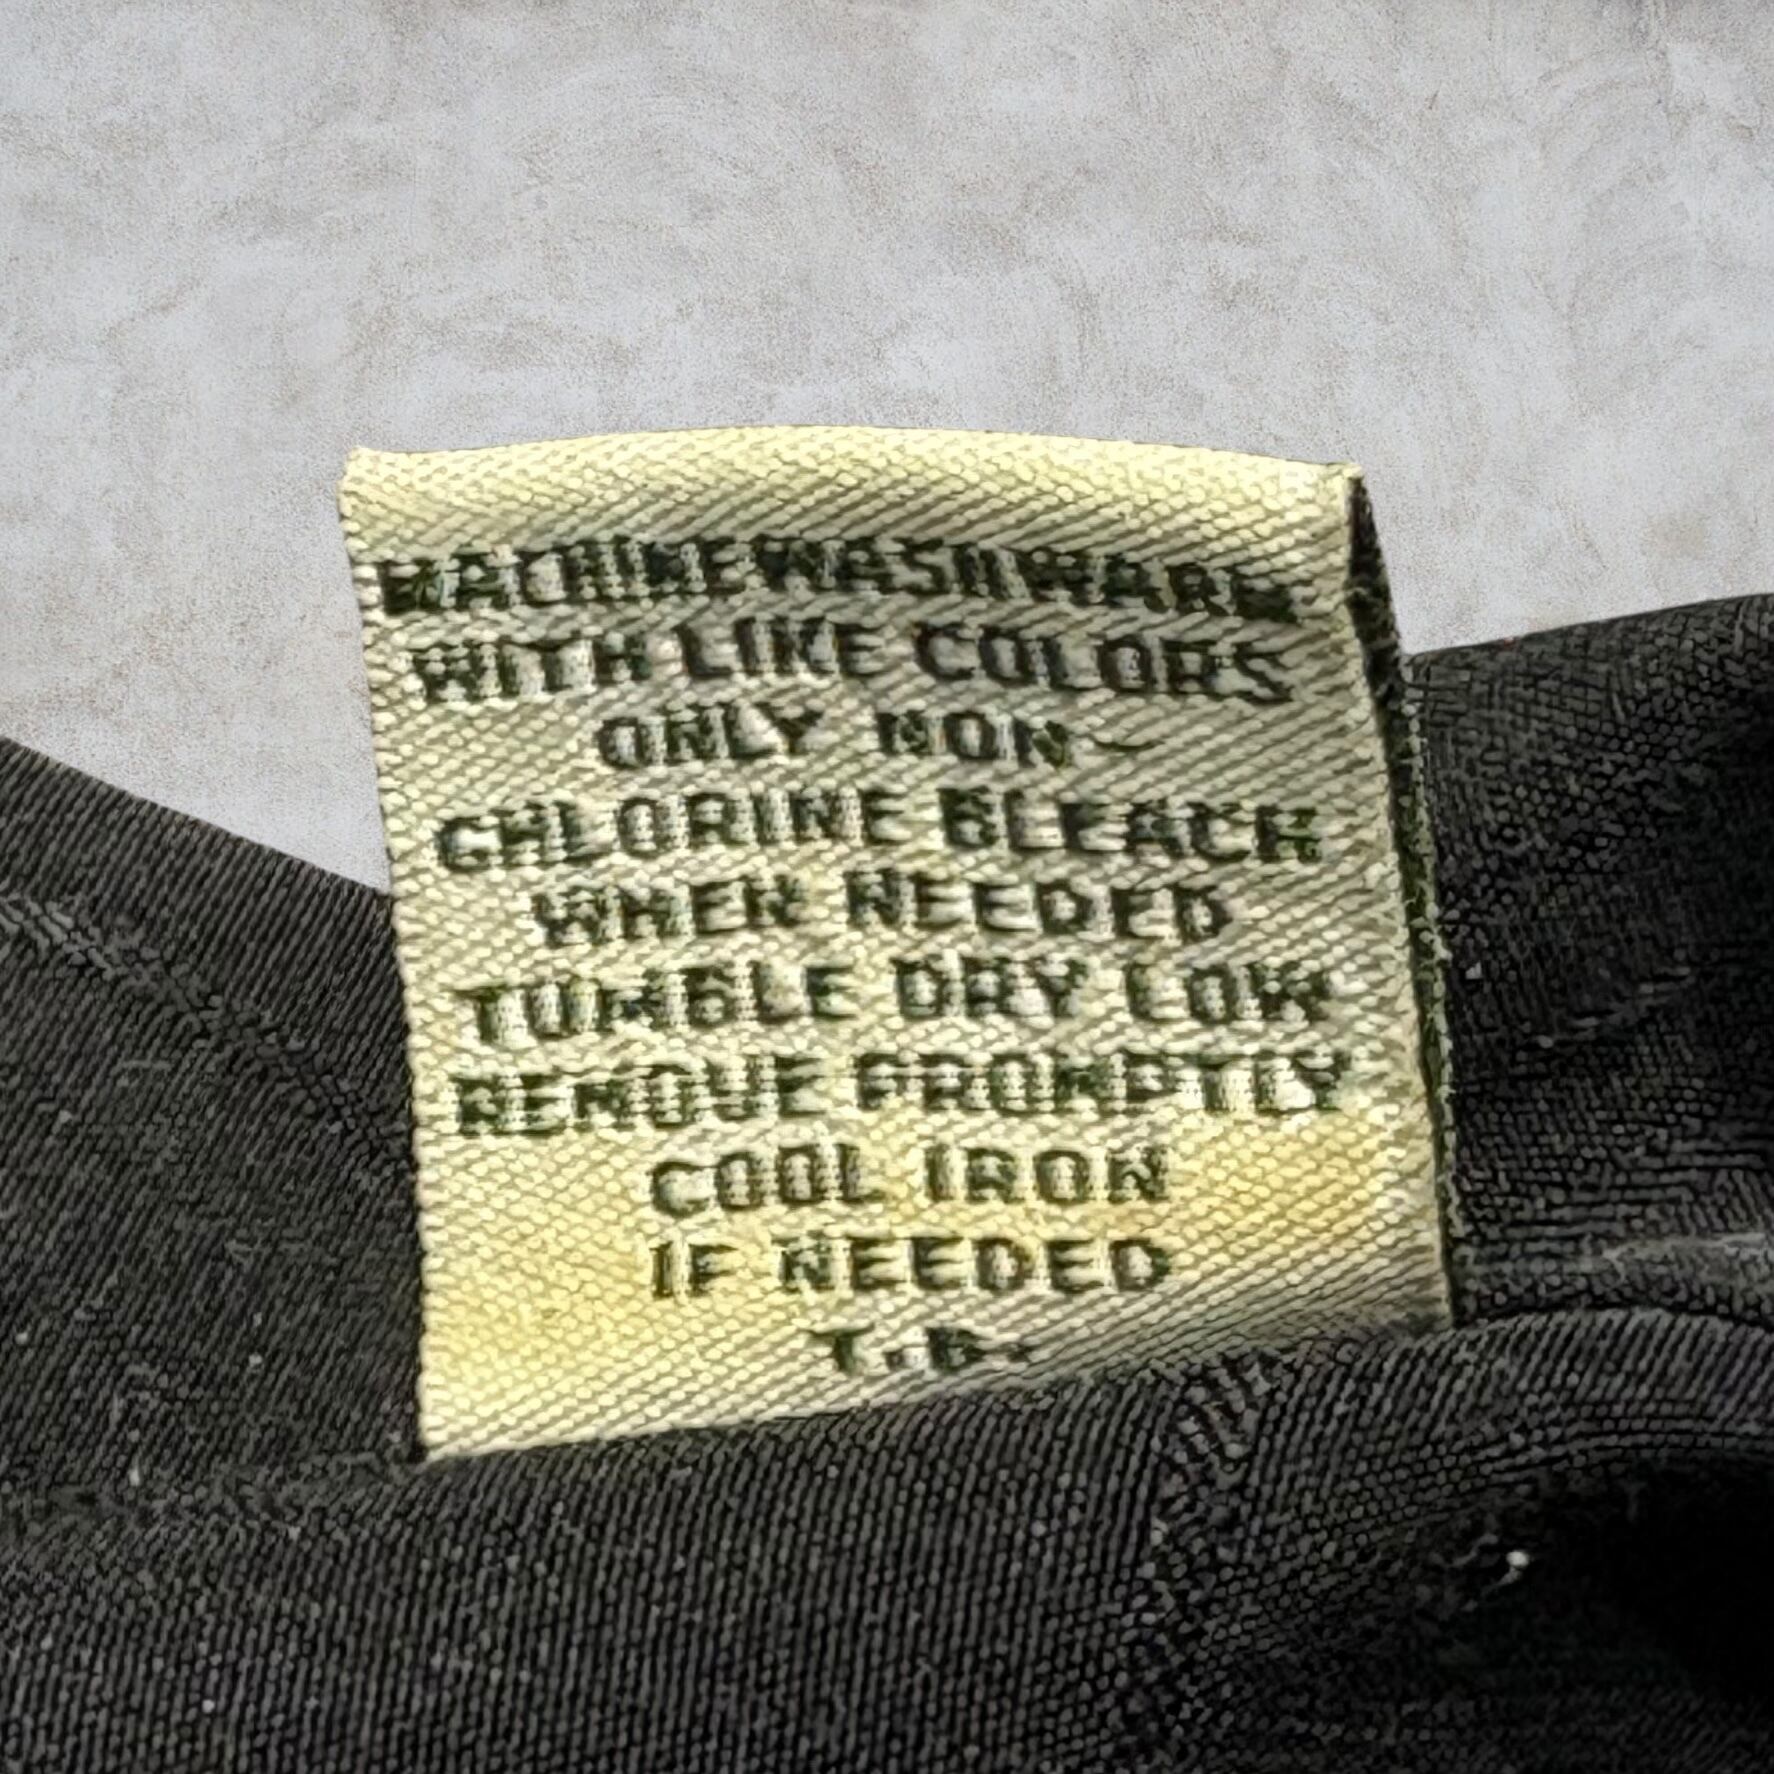 MACHINE WASH WARM
WITH LIKE COLORS
ONLY NON-
CHLORINE BLEACH
WHEN NEEDED
TUMBLE DRY LOW
REMOVE PROMPTLY
COOL IRON
IF NEEDED